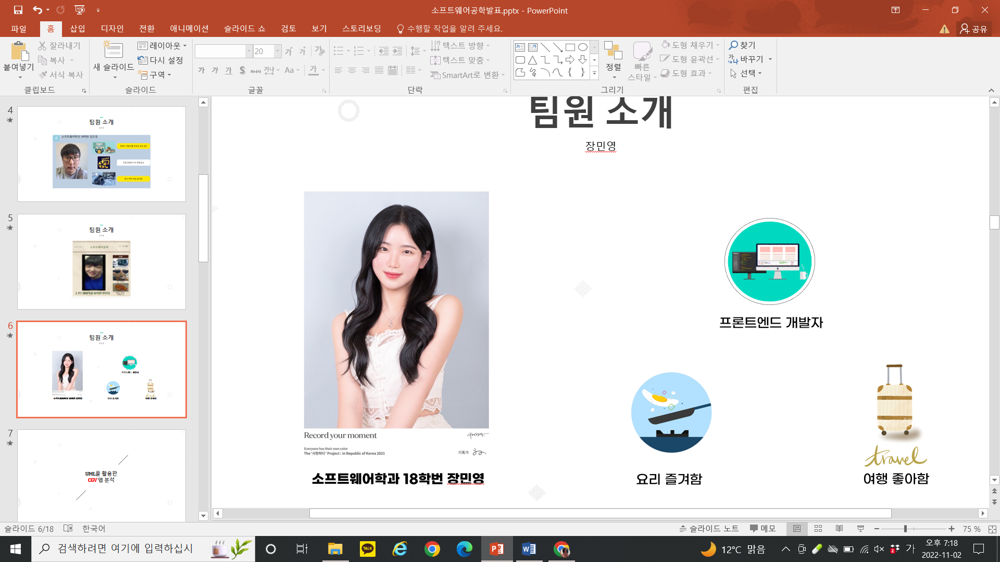 소프트웨어공학발표.pptx - PowerPoint
파일 홈 삽입 디자인 전환 애니메이션 슬라이드 쇼 검토 보기 스토리보딩 수행할 작업을 알려 주세요. 공유
붙여넣기
잘라내기
복사
서식 복사
클립보드
새 슬라이드
레이아웃
다시 설정
구역
슬라이드
20
가 가 가 S 가나다 간낙 Aa 가
글꼴
텍스트 방향
텍스트 맞춤
SmartArt로 변환
단락
정렬
빠른
스타일
도형 채우기
도형 윤곽선
도형 효과
그리기
찾기
바꾸기
선택
편집
4
팀원 소개
5
팀원 소개
6
팀원 소개
7
UML을 활용한
CGV 앱 분석
팀원 소개
장민영
Record your moment
Everyone has their own color
The '시현하다' Project : in Republic of Korea 2021
기록가
소프트웨어학과 18학번 장민영
프론트엔드 개발자
요리 즐겨함
travel
여행 좋아함
슬라이드 6/18 한국어
슬라이드 노트 메모 75 %
검색하려면 여기에 입력하십시
TALK
12°C 맑음
가
오후 7:18
2022-11-02